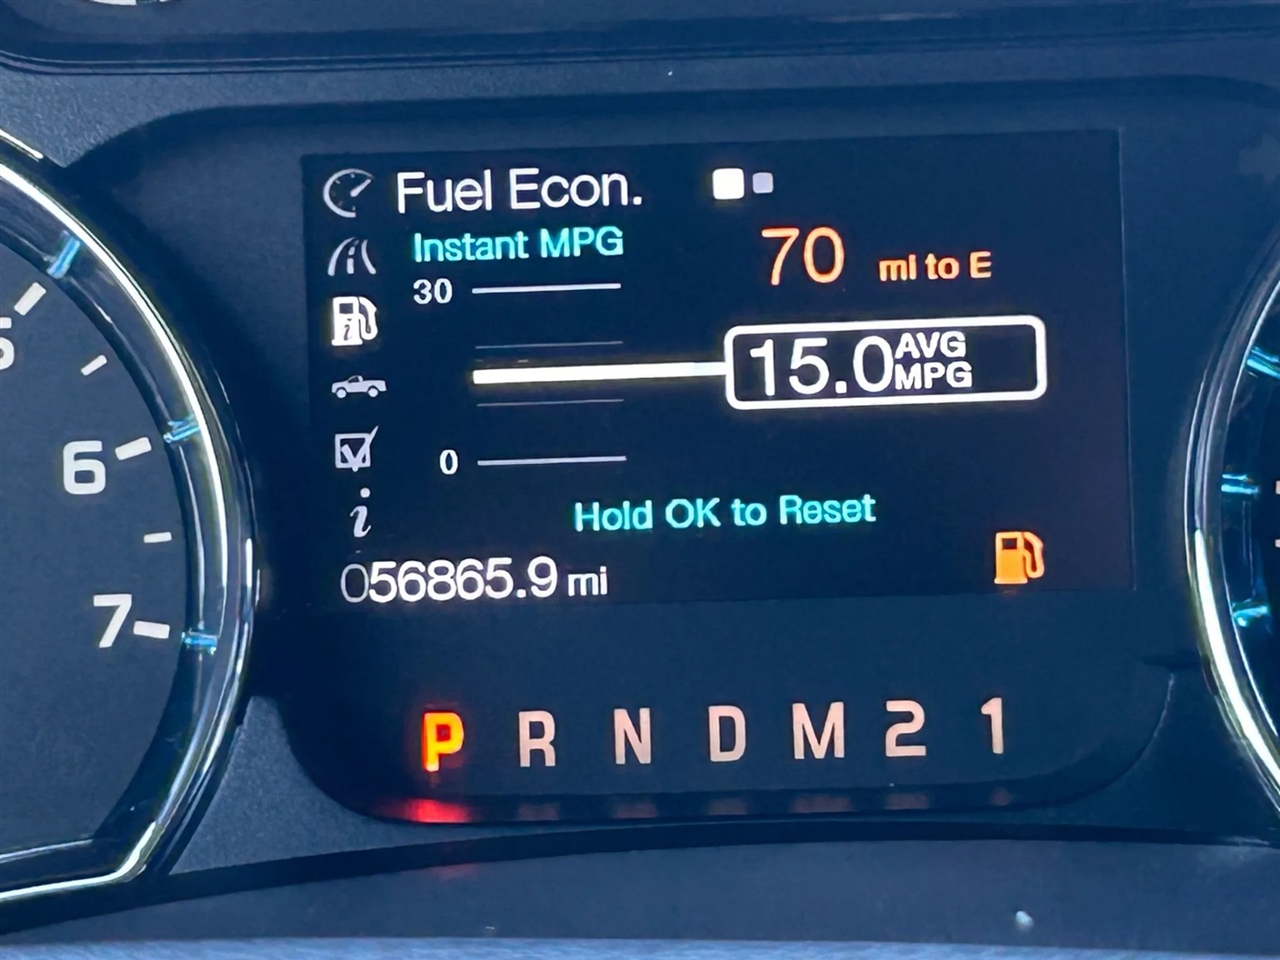 Fuel Econ.
Instant MPG
70 mi to E
30
15.0 AVG MPG
0
Hold OK to Reset
056865.9 mi
5
6
7
P R N D M 2 1